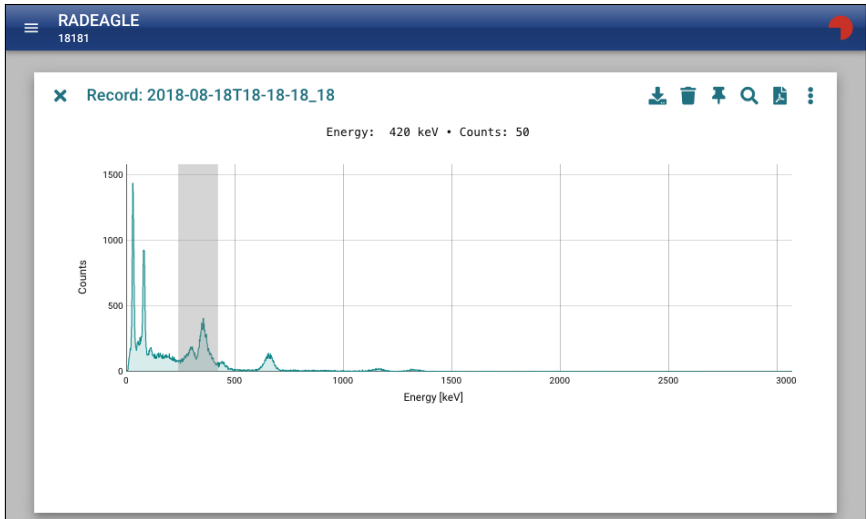 RADEAGLE
18181
Record: 2018-08-18T18-18-18_18
Energy:  420 keV • Counts: 50
1500
1000
500
0
Counts
0 500 1000 1500 2000 2500 3000
Energy [keV]